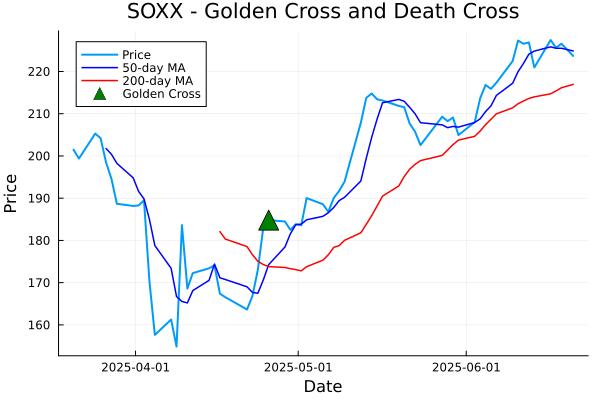 SOXX - Golden Cross and Death Cross
Price
50-day MA
200-day MA
Golden Cross
Price
220
210
200
190
180
170
160
2025-04-01
2025-05-01
2025-06-01
Date